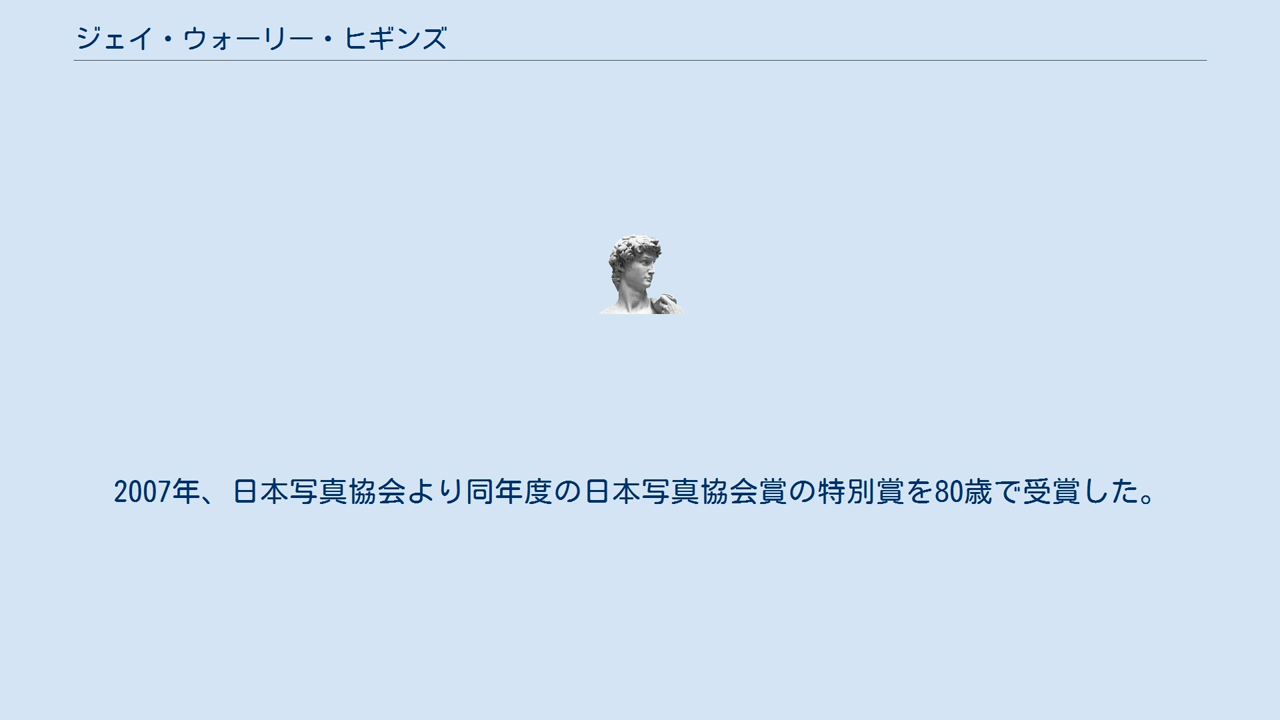 ジェイ・ウォーリー・ヒギンズ
2007年、日本写真協会より同年度の日本写真協会賞の特別賞を80歳で受賞した。